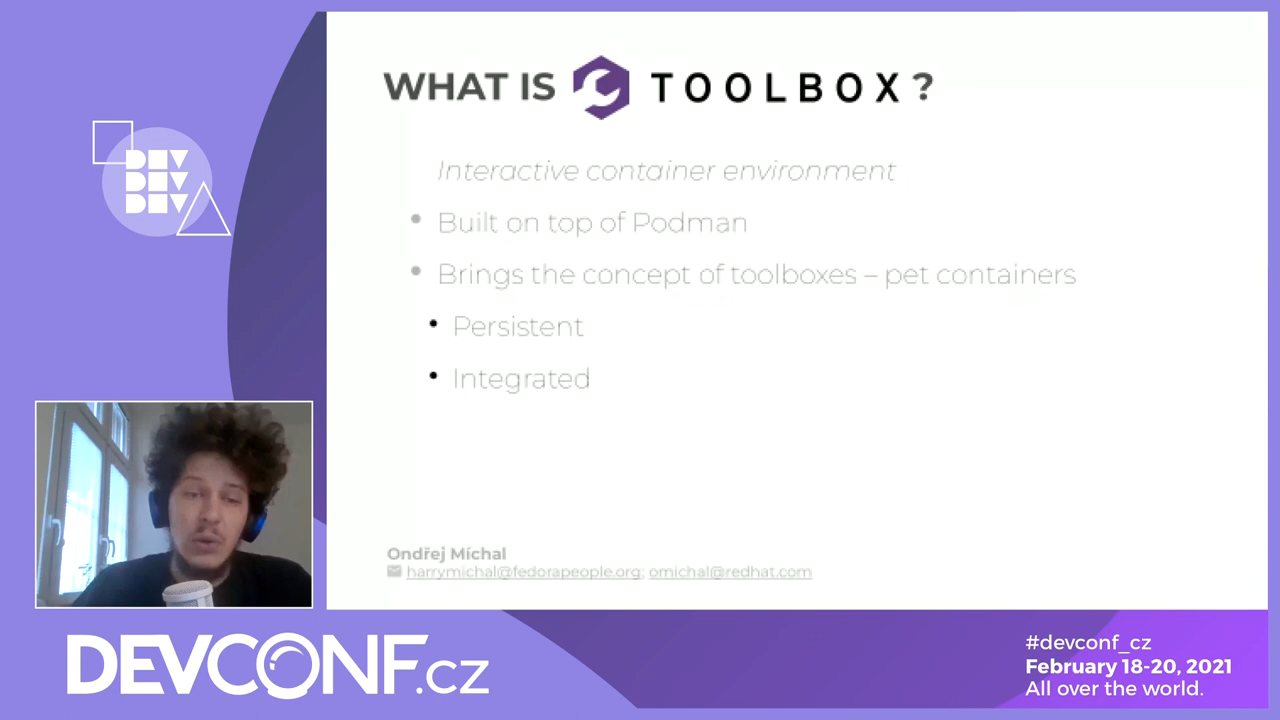 WHAT IS TOOLBOX ?
Interactive container environment
• Built on top of Podman
• Brings the concept of toolboxes – pet containers
• Persistent
• Integrated
Ondřej Míchal
harrymichal@fedorapeople.org; omichal@redhat.com
DEV
DEV
DEV
DEVCONF.cz
#devconf_cz
February 18-20, 2021
All over the world.